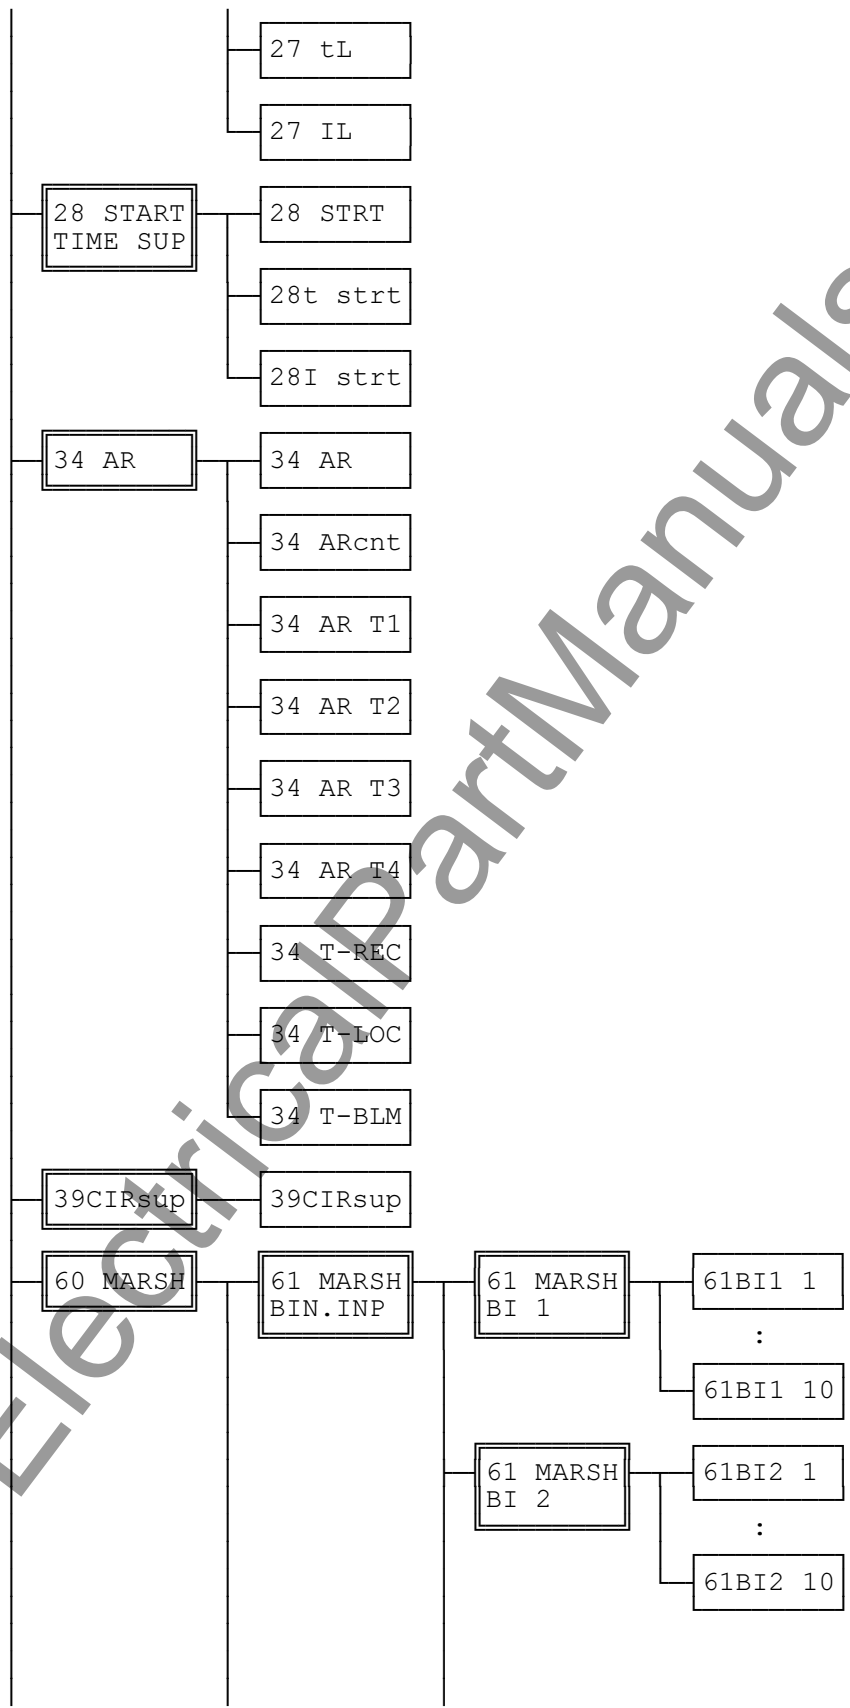 27 tL
27 IL
28 START
TIME SUP
28 STRT
28t strt
28I strt
34 AR
34 AR
34 ARcnt
34 AR T1
34 AR T2
34 AR T3
34 AR T4
34 T-REC
34 T-LOC
34 T-BLM
39CIRsup
39CIRsup
60 MARSH
61 MARSH
BIN.INP
61 MARSH
BI 1
61BI1 1
:
61BI1 10
61 MARSH
BI 2
61BI2 1
:
61BI2 10
ElectricalPartManuals